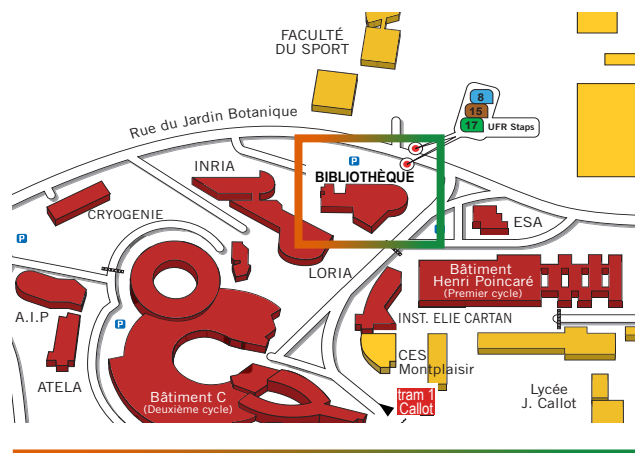 FACULTÉ
DU SPORT
8
15
17 UFR Staps
Rue du Jardin Botanique
P
INRIA
BIBLIOTHÈQUE
CRYOGENIE
ESA
P
P
LORIA
Bâtiment
Henri Poincaré
(Premier cycle)
A.I.P
P
INST. ELIE CARTAN
ATELA
CES
Montplaisir
Bâtiment C
(Deuxième cycle)
tram 1
Callot
Lycée
J. Callot